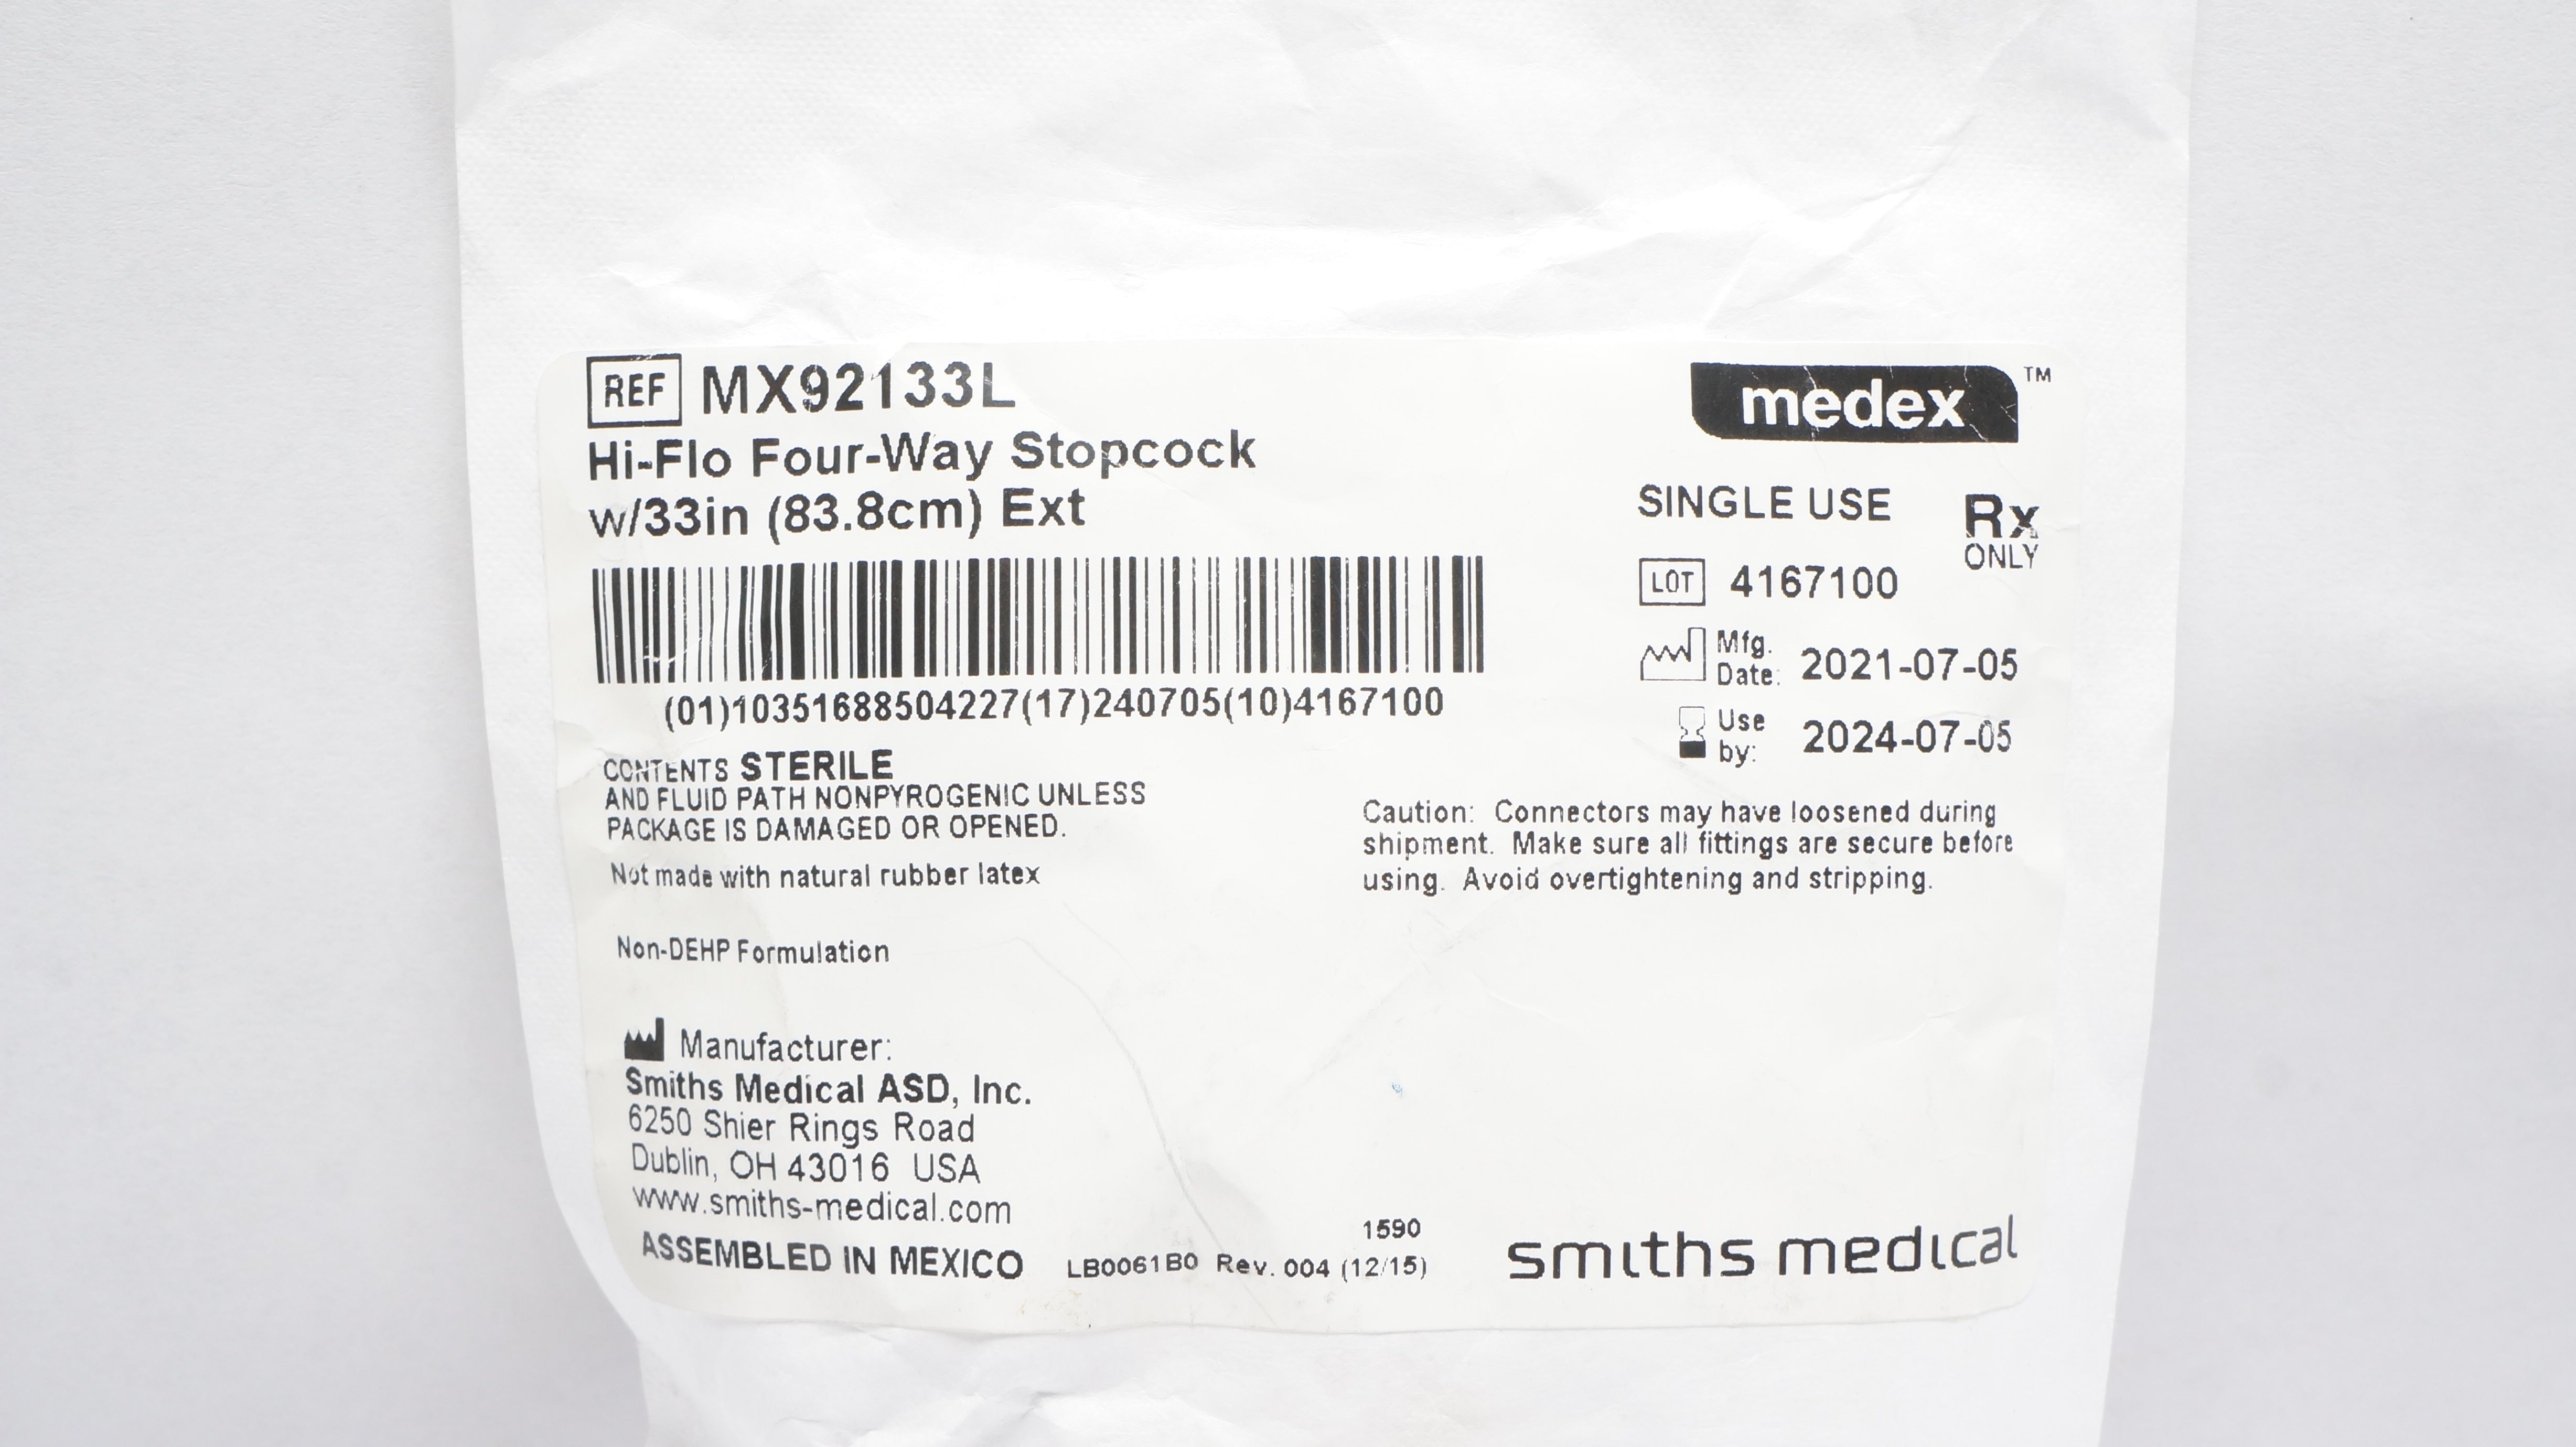 REF MX92133L
Hi-Flo Four-Way Stopcock
w/33in (83.8cm) Ext
(01)10351688504227(17)240705(10)4167100
CONTENTS STERILE
AND FLUID PATH NONPYROGENIC UNLESS
PACKAGE IS DAMAGED OR OPENED.
Not made with natural rubber latex
Non-DEHP Formulation
Manufacturer:
Smiths Medical ASD, Inc.
6250 Shier Rings Road
Dublin, OH 43016 USA
www.smiths-medical.com
ASSEMBLED IN MEXICO
medex™
SINGLE USE
Rx
ONLY
LOT 4167100
Mfg.
Date: 2021-07-05
Use
by: 2024-07-05
Caution: Connectors may have loosened during
shipment. Make sure all fittings are secure before
using. Avoid overtightening and stripping.
1590
LB0061B0 Rev. 004 (12/15)
smiths medical